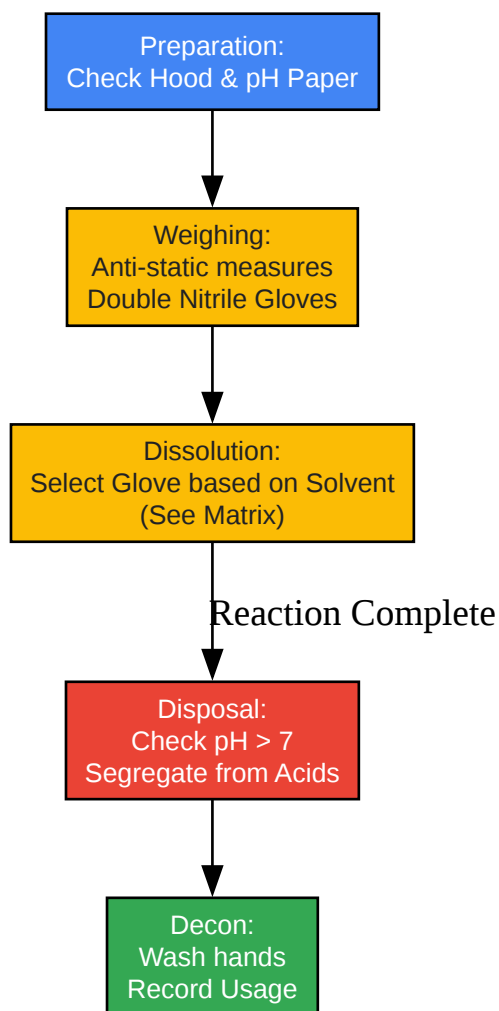 Preparation:
Check Hood & pH Paper
Weighing:
Anti-static measures
Double Nitrile Gloves
Dissolution:
Select Glove based on Solvent
(See Matrix)
Reaction Complete
Disposal:
Check pH > 7
Segregate from Acids
Decon:
Wash hands
Record Usage